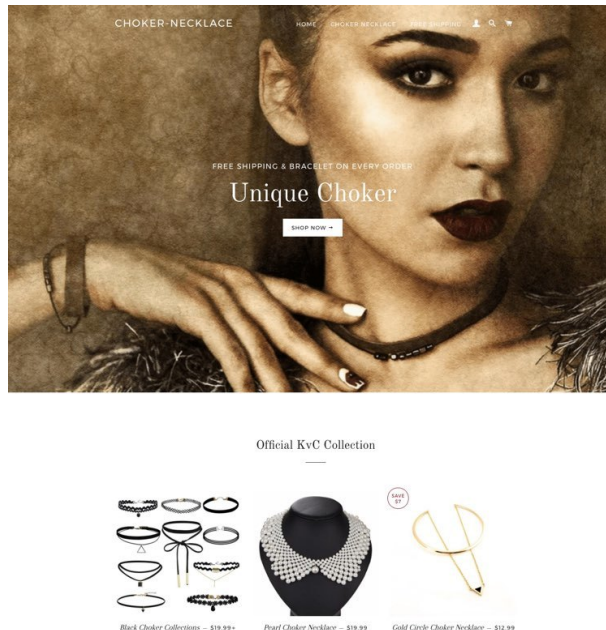 CHOKER-NECKLACE
HOME CHOKER NECKLACE FREE SHIPPING
FREE SHIPPING & BRACELET ON EVERY ORDER
Unique Choker
SHOP NOW →
Official KvC Collection
SAVE
£7
Black Choker Collections — $19.99+
Pearl Choker Necklace — $19.99
Gold Circle Choker Necklace — $12.99